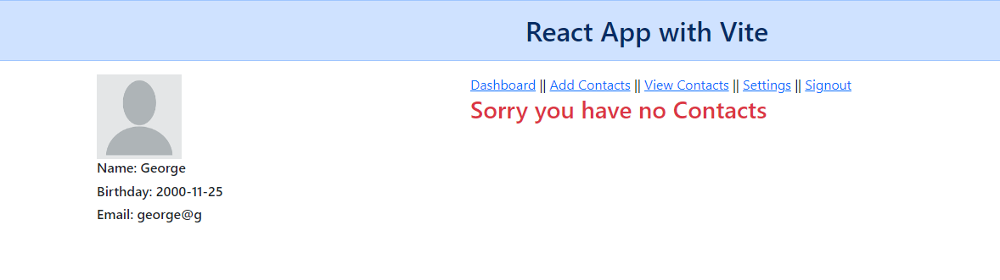 React App with Vite
Dashboard || Add Contacts || View Contacts || Settings || Signout
Sorry you have no Contacts
Name: George
Birthday: 2000-11-25
Email: george@g